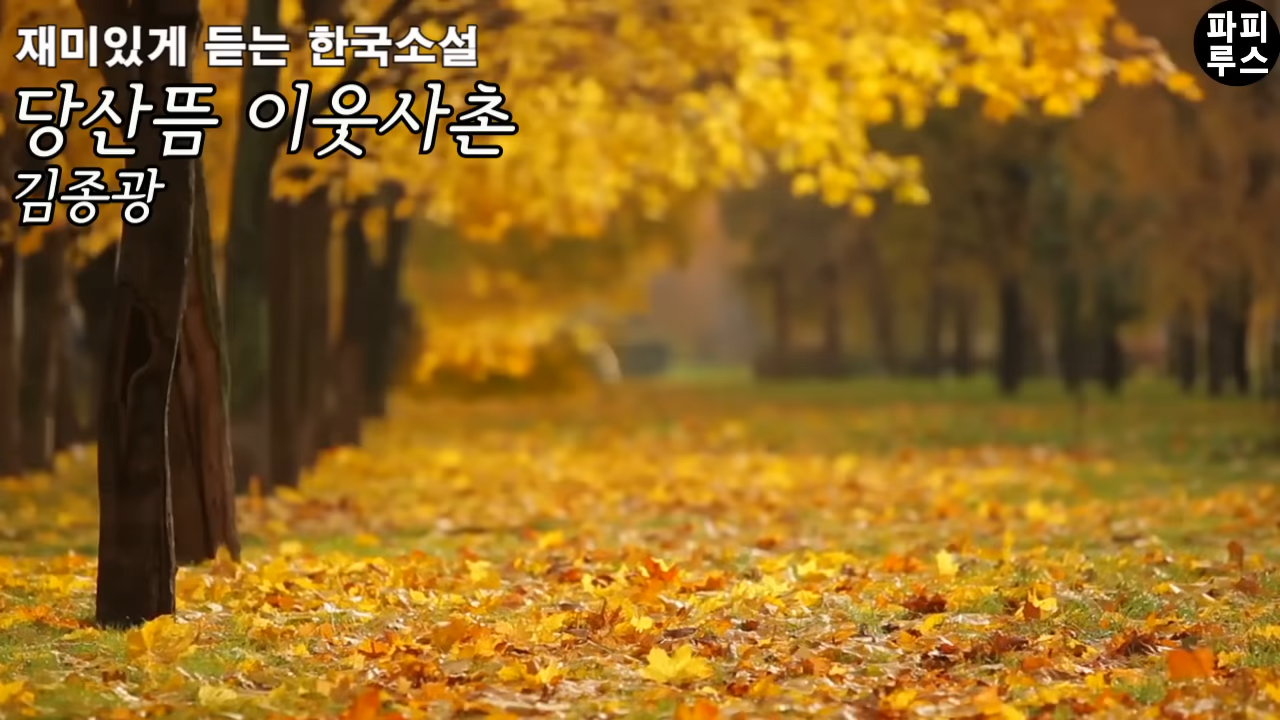 재미있게 듣는 한국소설
당산뜸 이웃사촌
김종광
파피
루스